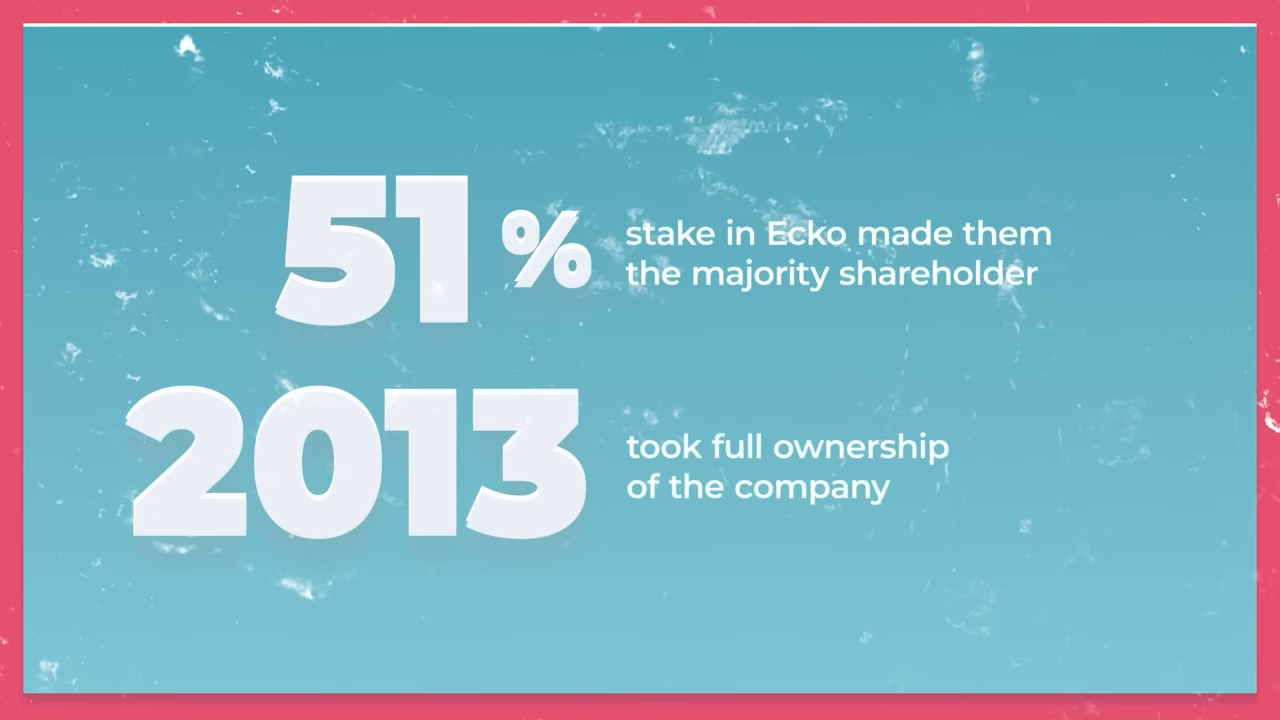 51 %
stake in Ecko made them
the majority shareholder
2013
took full ownership
of the company